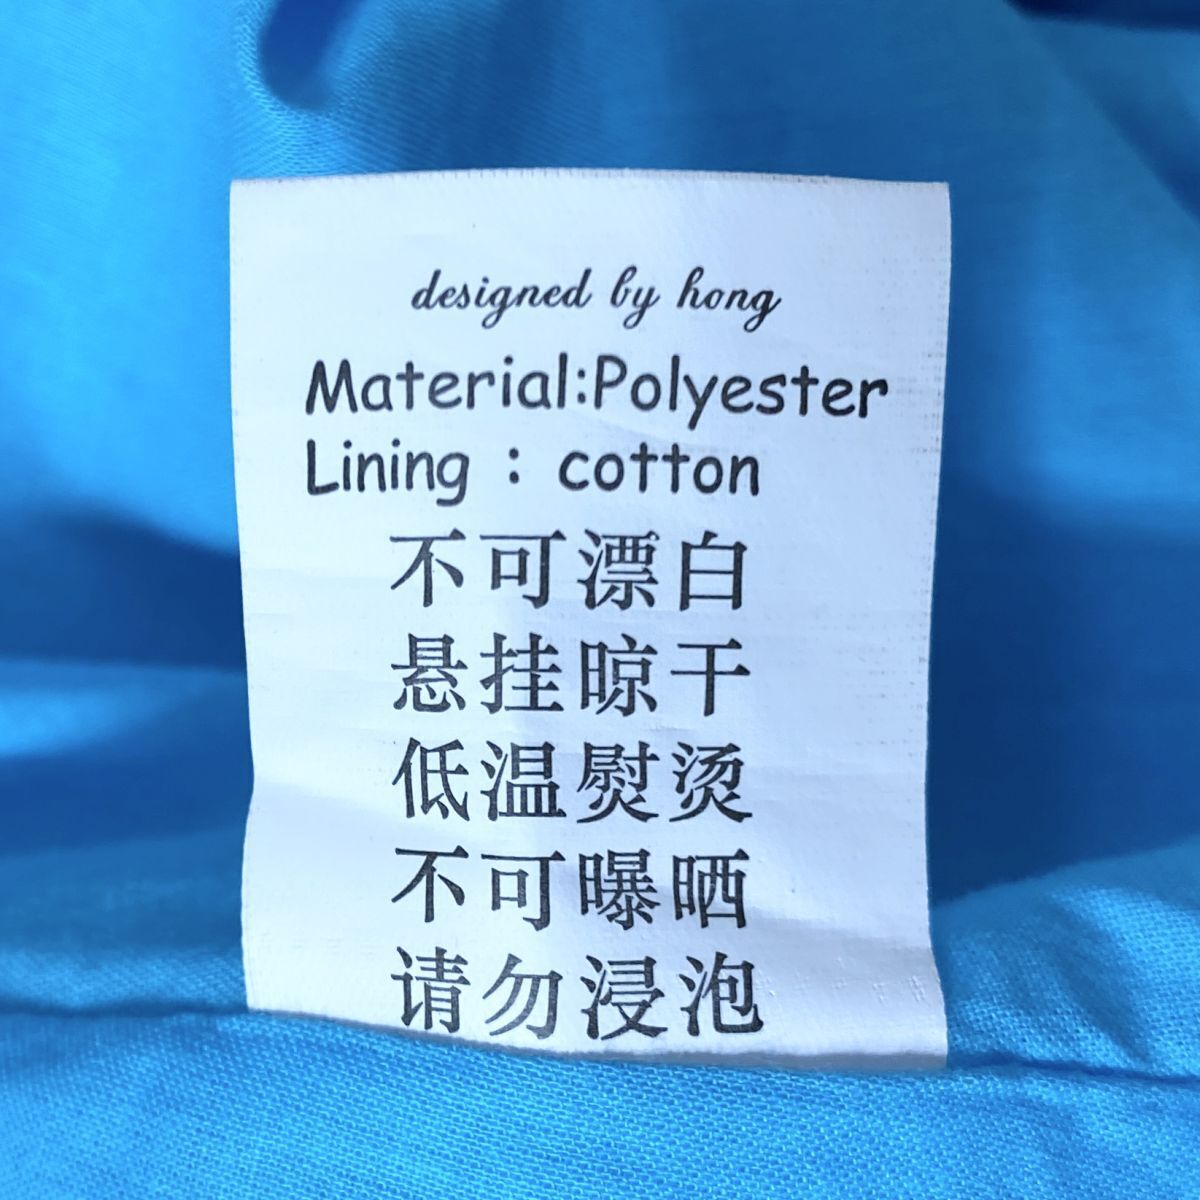 designed by hong
Material:Polyester
Lining : cotton
不可漂白
悬挂晾干
低温熨烫
不可曝晒
请勿浸泡